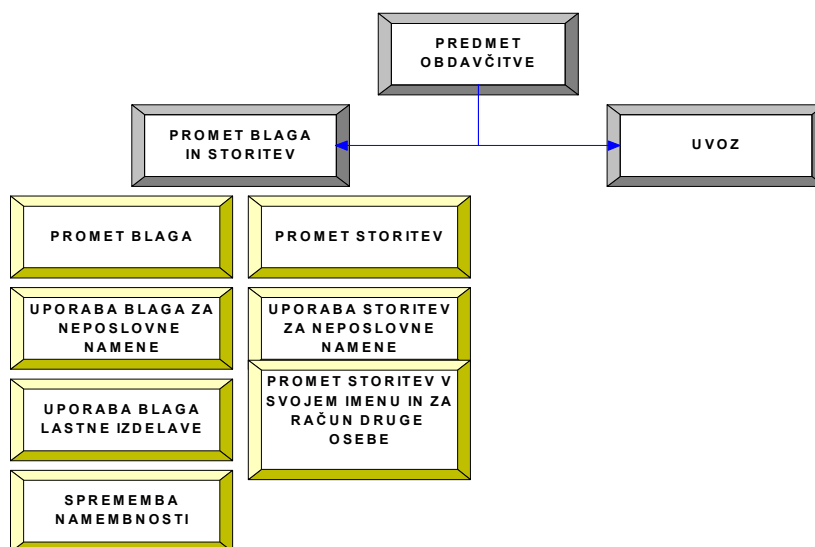 PREDMET
OBDAVČITVE
PROMET BLAGA
IN STORITEV
UVOZ
PROMET BLAGA
PROMET STORITEV
UPORABA BLAGA ZA
NEPOSLOVNE
NAMENE
UPORABA STORITEV
ZA NEPOSLOVNE
NAMENE
UPORABA BLAGA
LASTNE IZDELAVE
PROMET STORITEV V
SVOJEM IMENU IN ZA
RAČUN DRUGE
OSEBE
SPREMEMBA
NAMEMBNOSTI